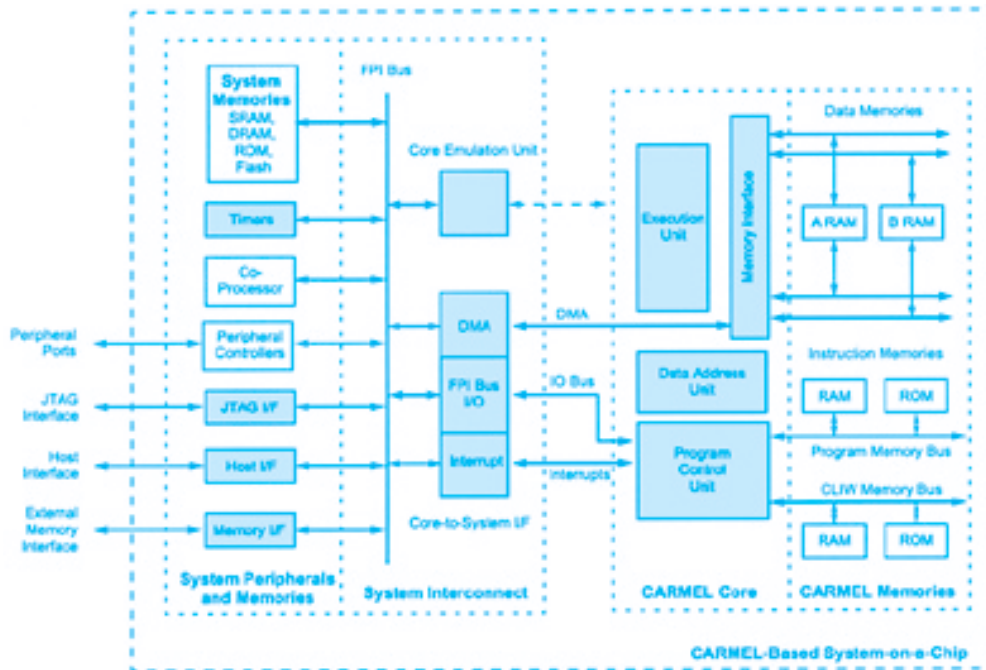 System
Memories
SRAM,
DRAM,
ROM,
Flash
Timers
Co-
Processor
Peripheral
Controllers
JTAG I/F
Host I/F
Memory I/F
Peripheral
Ports
JTAG
Interface
Host
Interface
External
Memory
Interface
System Peripherals
and Memories
FPI Bus
Core Emulation Unit
DMA
FPI Bus
I/O
Interrupt
Core-to-System I/F
System Interconnect
DMA
IO Bus
Interrupts
Execution
Unit
Memory Interface
Data Address
Unit
Program
Control
Unit
CARMEL Core
Data Memories
A RAM
B RAM
Instruction Memories
RAM
ROM
Program Memory Bus
CLIW Memory Bus
RAM
ROM
CARMEL Memories
CARMEL-Based System-on-a-Chip